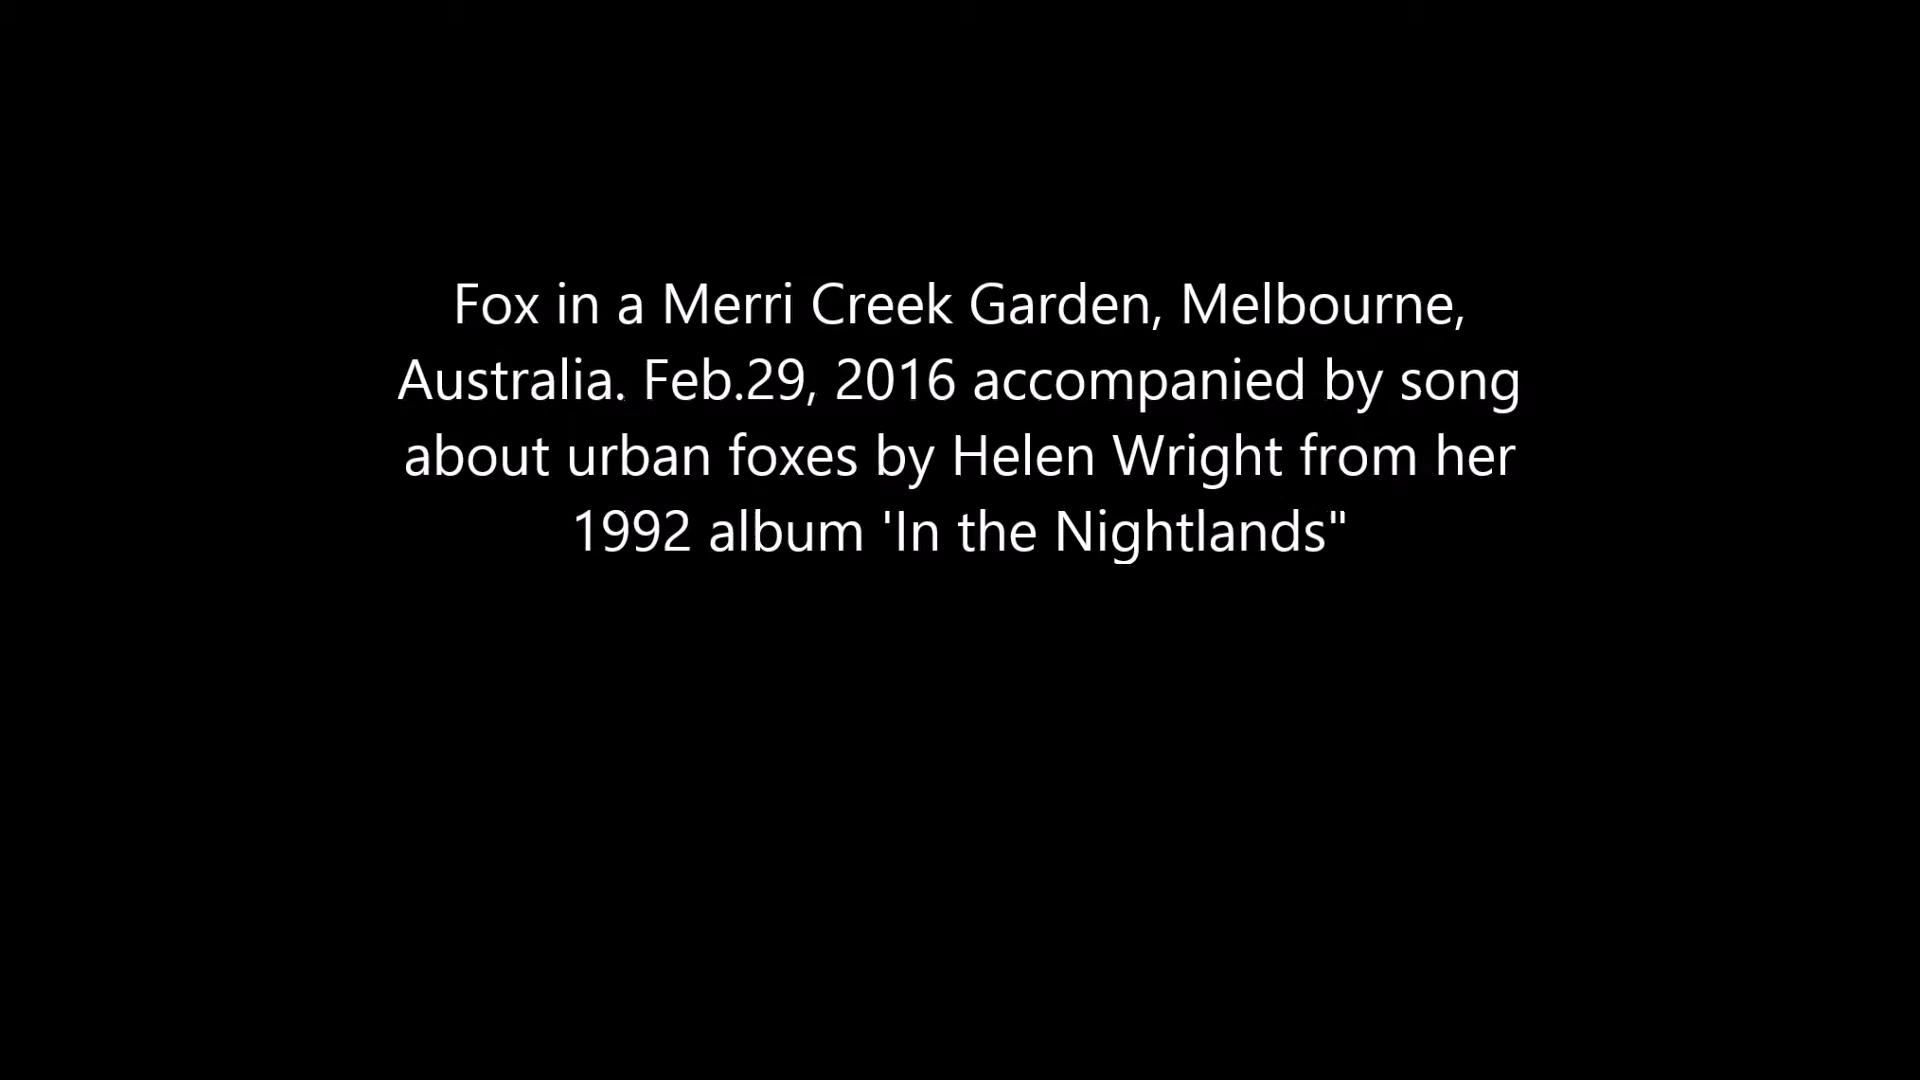 Fox in a Merri Creek Garden, Melbourne,
Australia. Feb.29, 2016 accompanied by song
about urban foxes by Helen Wright from her
1992 album 'In the Nightlands"